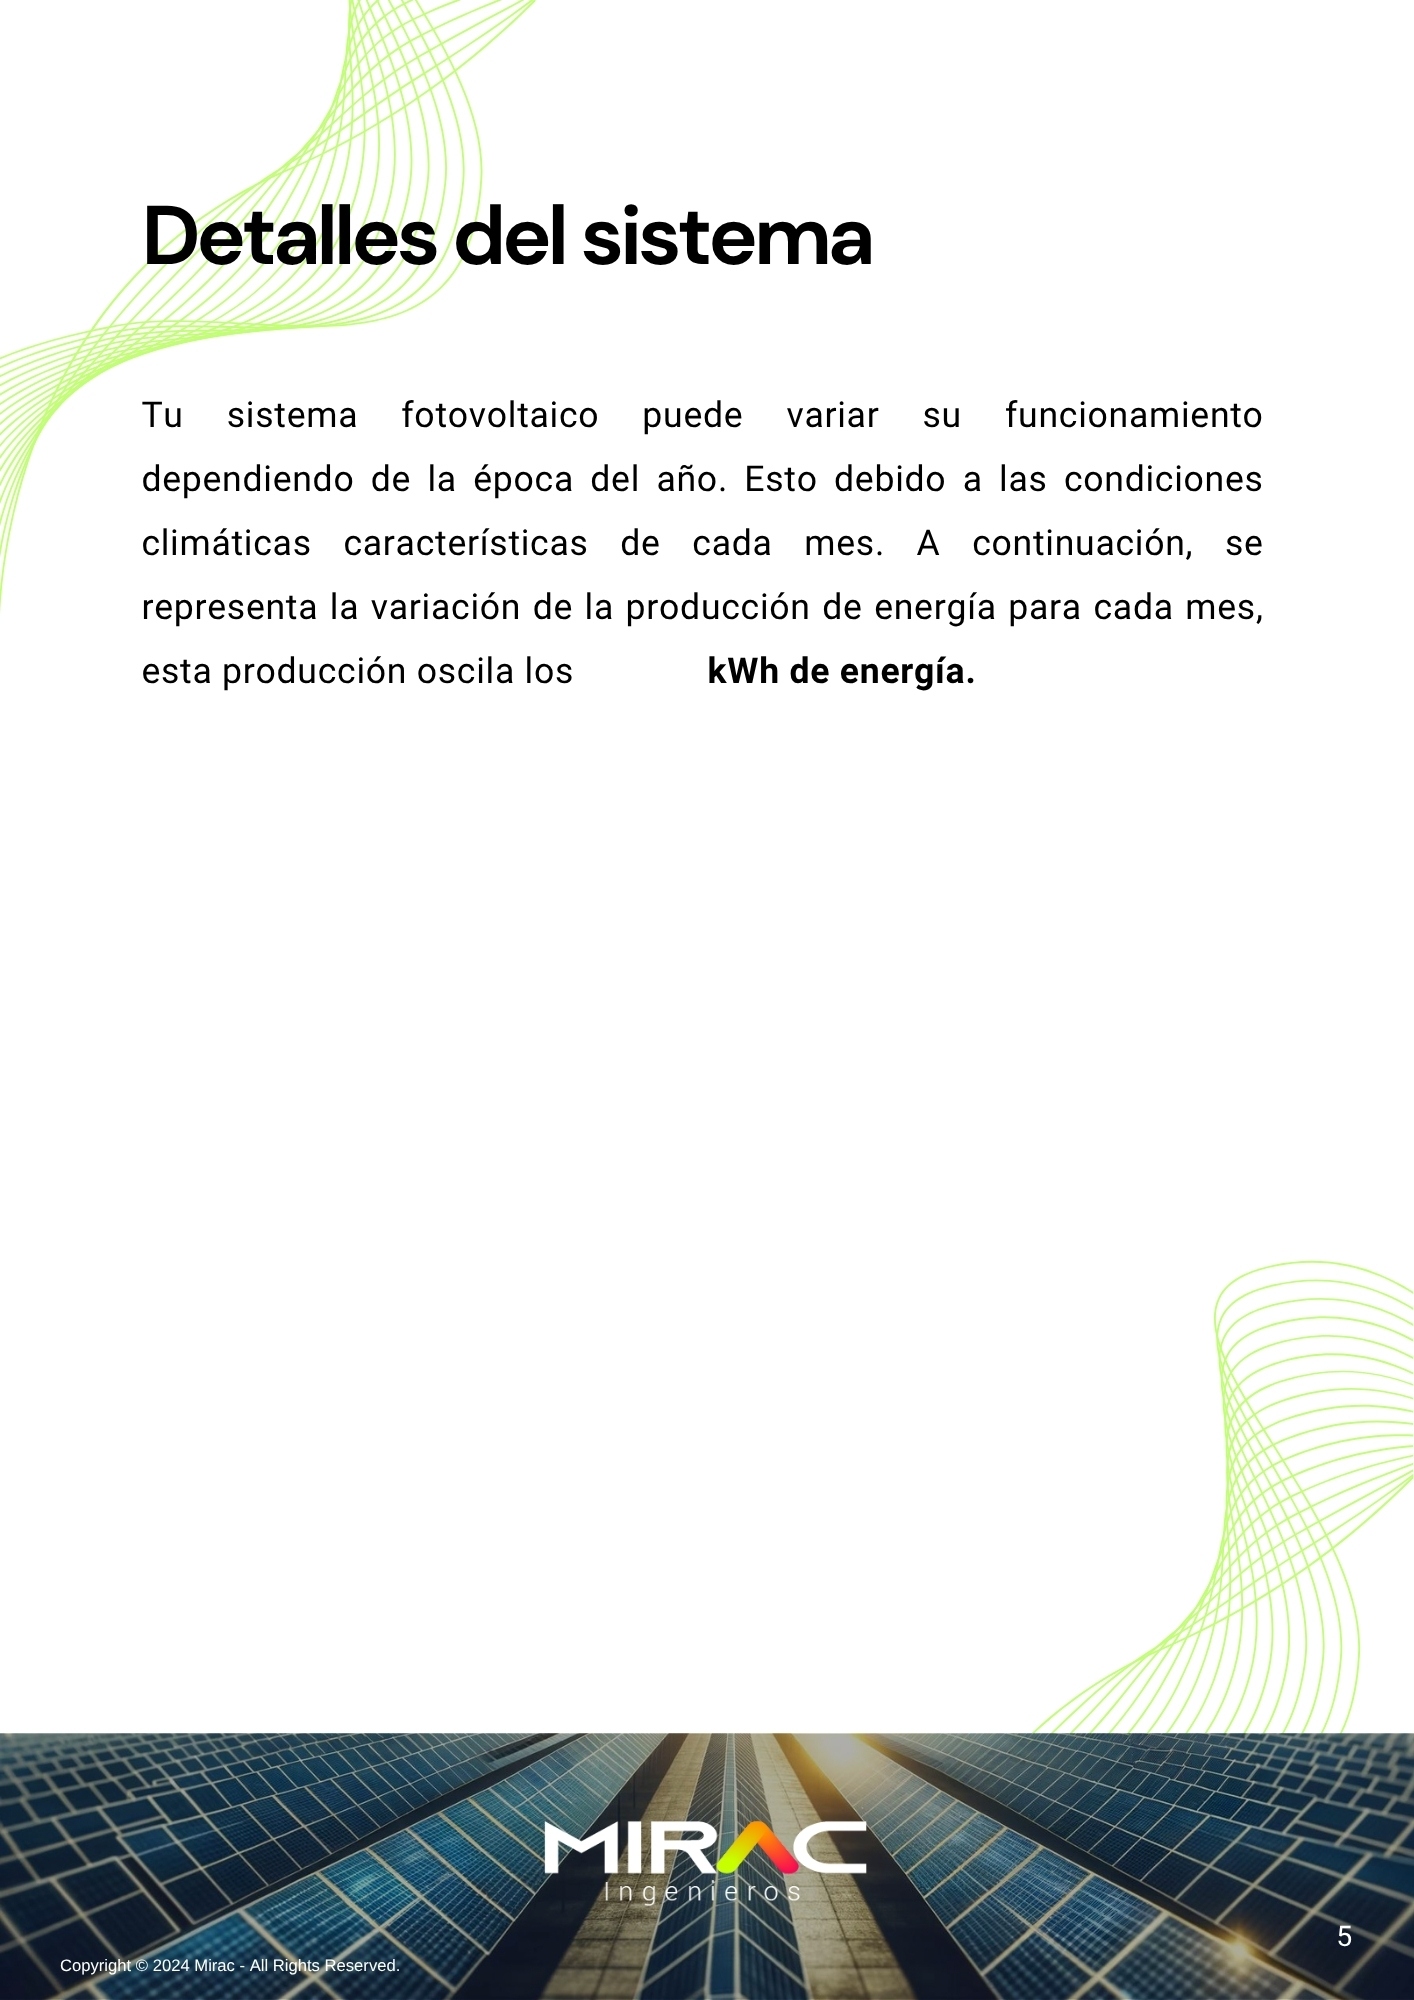 Detalles del sistema
Tu sistema fotovoltaico puede variar su funcionamiento
dependiendo de la época del año. Esto debido a las condiciones
climáticas características de cada mes. A continuación, se
representa la variación de la producción de energía para cada mes,
esta producción oscila los kWh de energía.
MIRAC
Ingenieros
5
Copyright © 2024 Mirac - All Rights Reserved.